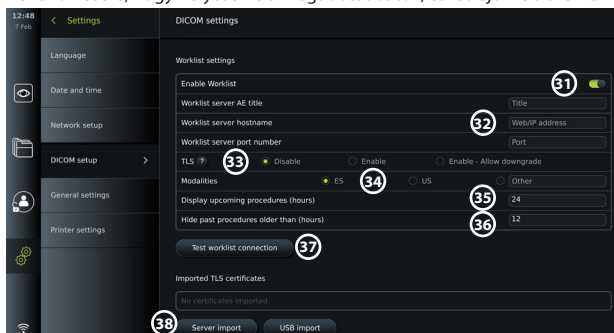 12:48
7 Feb
Settings
DICOM settings
Language
Date and time
Network setup
DICOM setup
General settings
Printer settings
Worklist settings
Enable Worklist 31
Worklist server AE title Title
Worklist server hostname 32 Web/IP address
Worklist server port number Port
TLS ? 33 Disable Enable Enable - Allow downgrade
Modalities ES 34 US Other
Display upcoming procedures (hours) 35 24
Hide past procedures older than (hours) 36 12
Test worklist connection 37
Imported TLS certificates
No certificates imported
38 Server import USB import